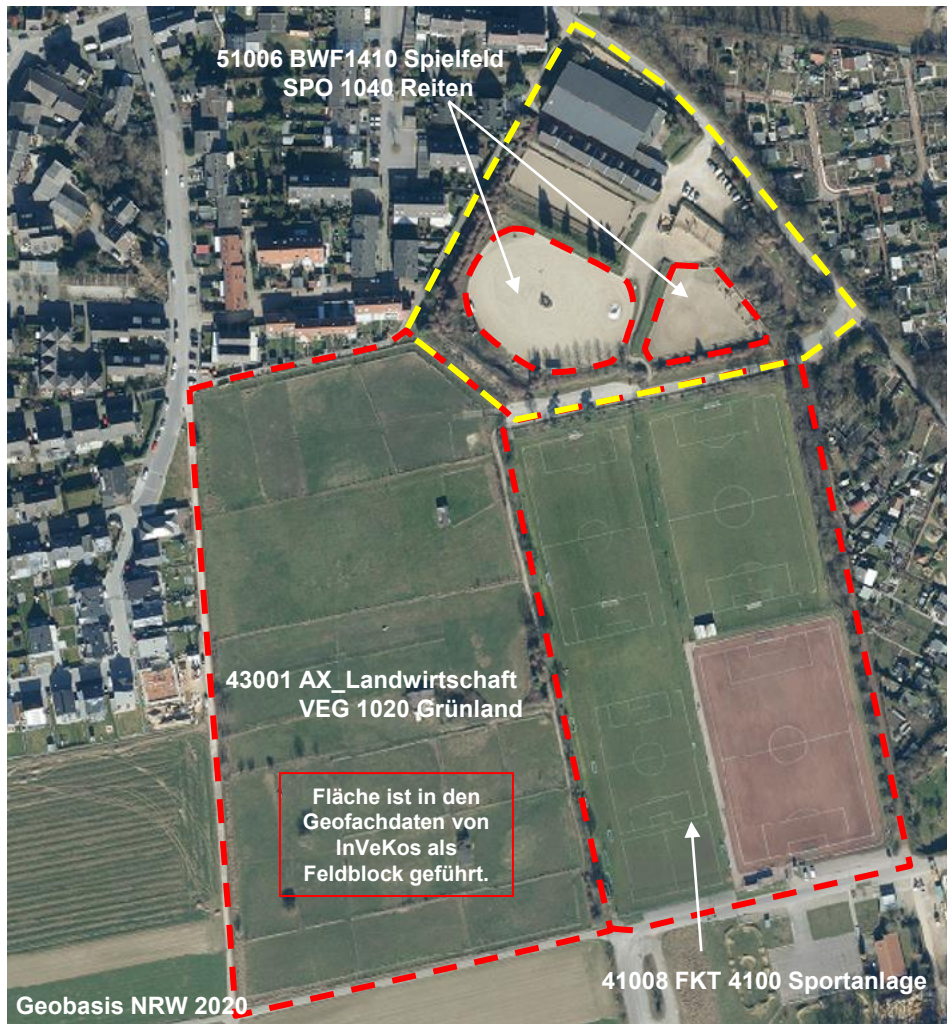 51006 BWF1410 Spielfeld
SPO 1040 Reiten
43001 AX_Landwirtschaft
VEG 1020 Grünland
Fläche ist in den
Geofachdaten von
InVeKos als
Feldblock geführt.
41008 FKT 4100 Sportanlage
Geobasis NRW 2020